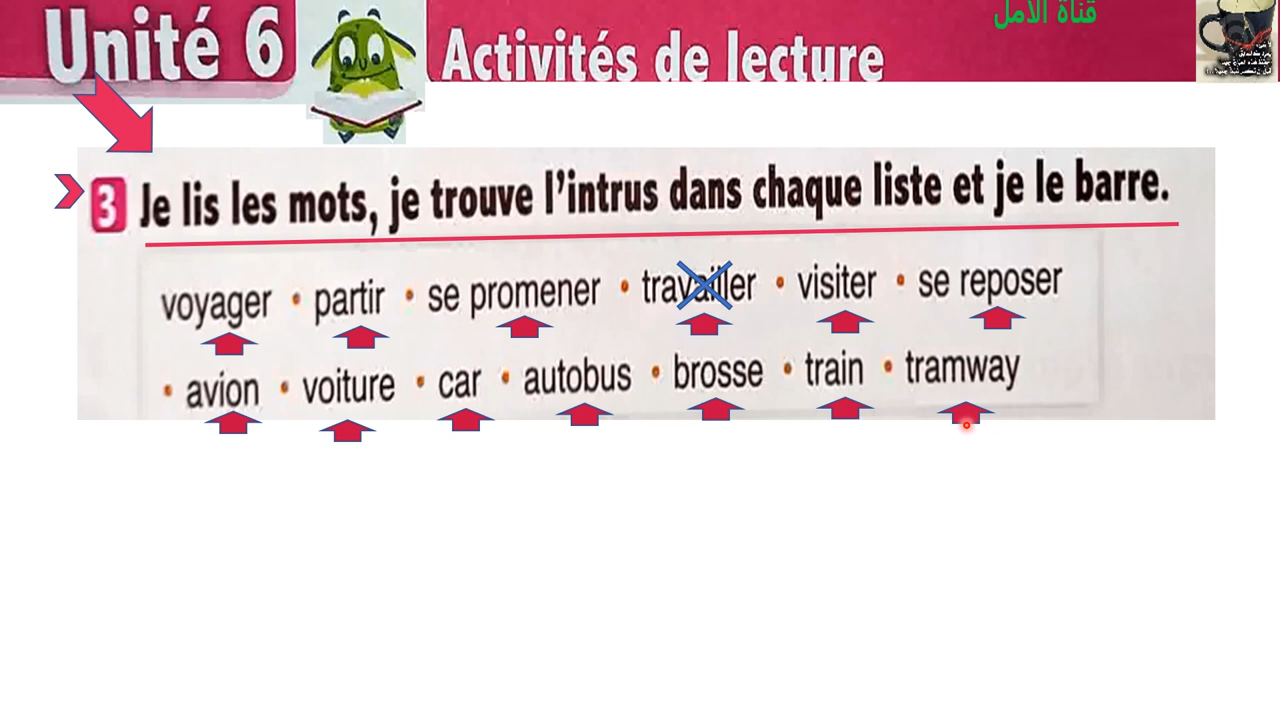 Unité 6
Activités de lecture
قناة الأمل
3 Je lis les mots, je trouve l'intrus dans chaque liste et je le barre.
voyager • partir • se promener • travailler • visiter • se reposer
• avion • voiture • car • autobus • brosse • train • tramway